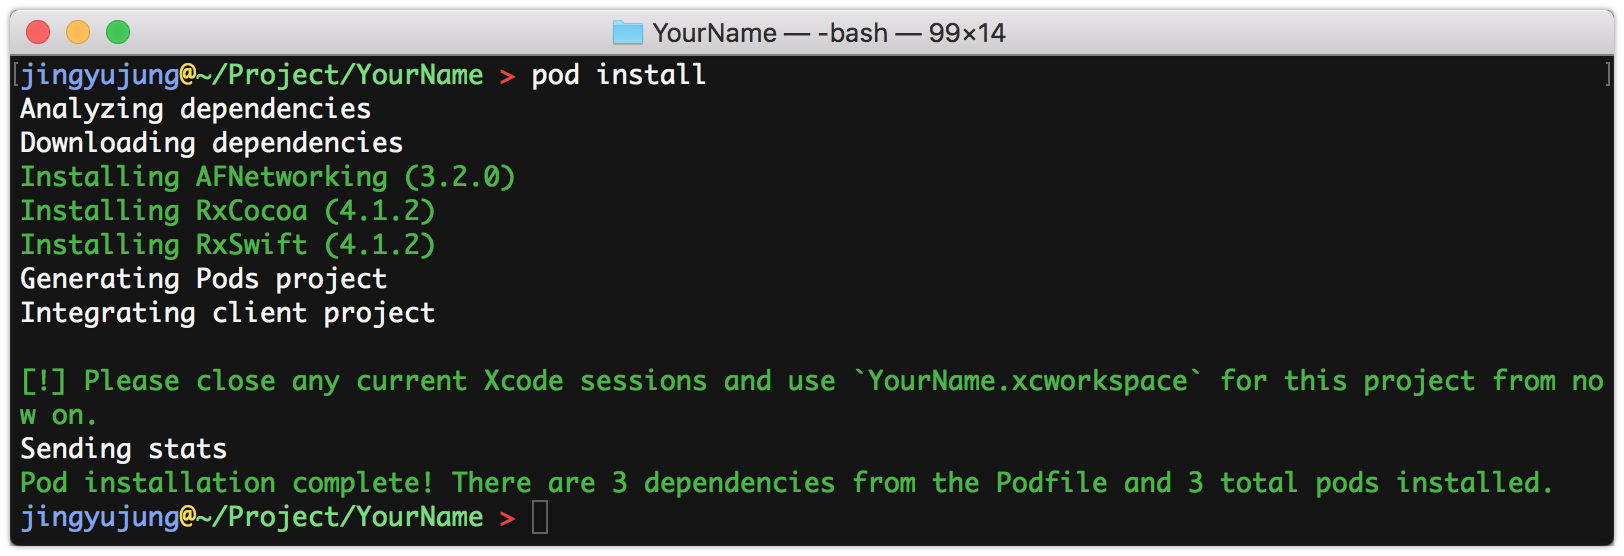 YourName — -bash — 99×14
[jingyujung@~/Project/YourName > pod install ]
Analyzing dependencies
Downloading dependencies
Installing AFNetworking (3.2.0)
Installing RxCocoa (4.1.2)
Installing RxSwift (4.1.2)
Generating Pods project
Integrating client project
[!] Please close any current Xcode sessions and use `YourName.xcworkspace` for this project from no
w on.
Sending stats
Pod installation complete! There are 3 dependencies from the Podfile and 3 total pods installed.
jingyujung@~/Project/YourName >